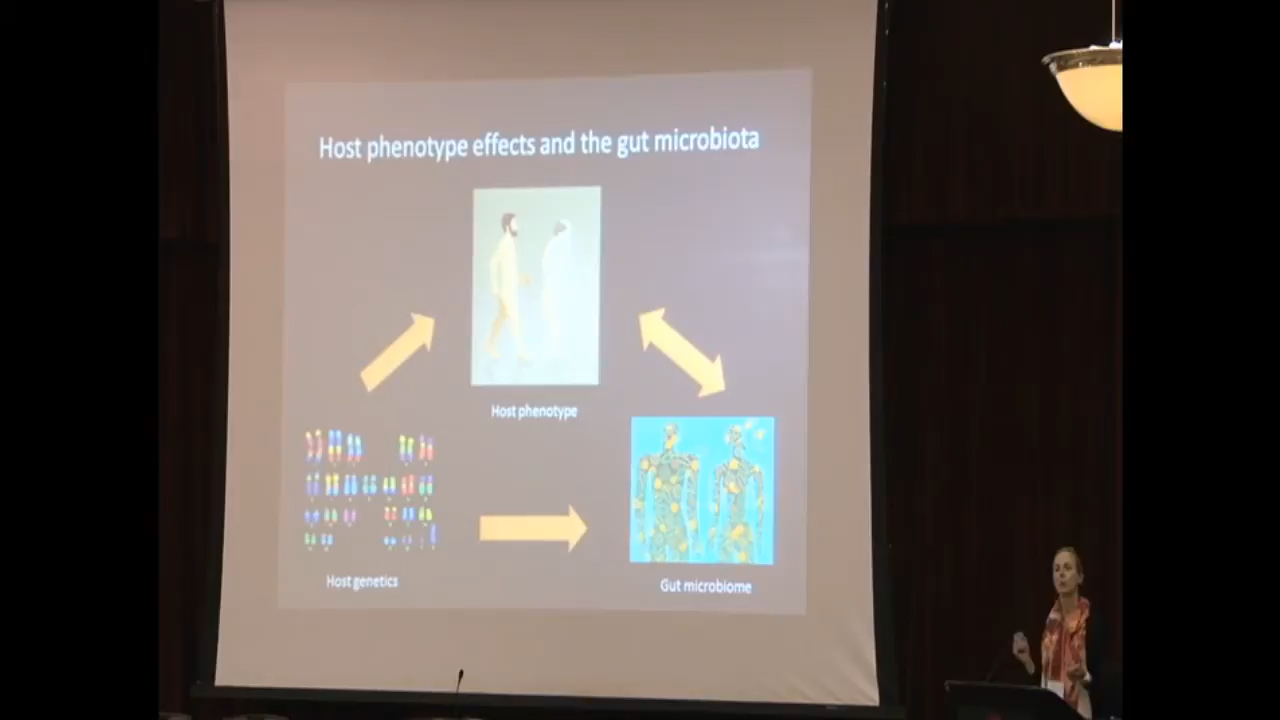 Host phenotype effects and the gut microbiota
Host phenotype
Host genetics
Gut microbiome